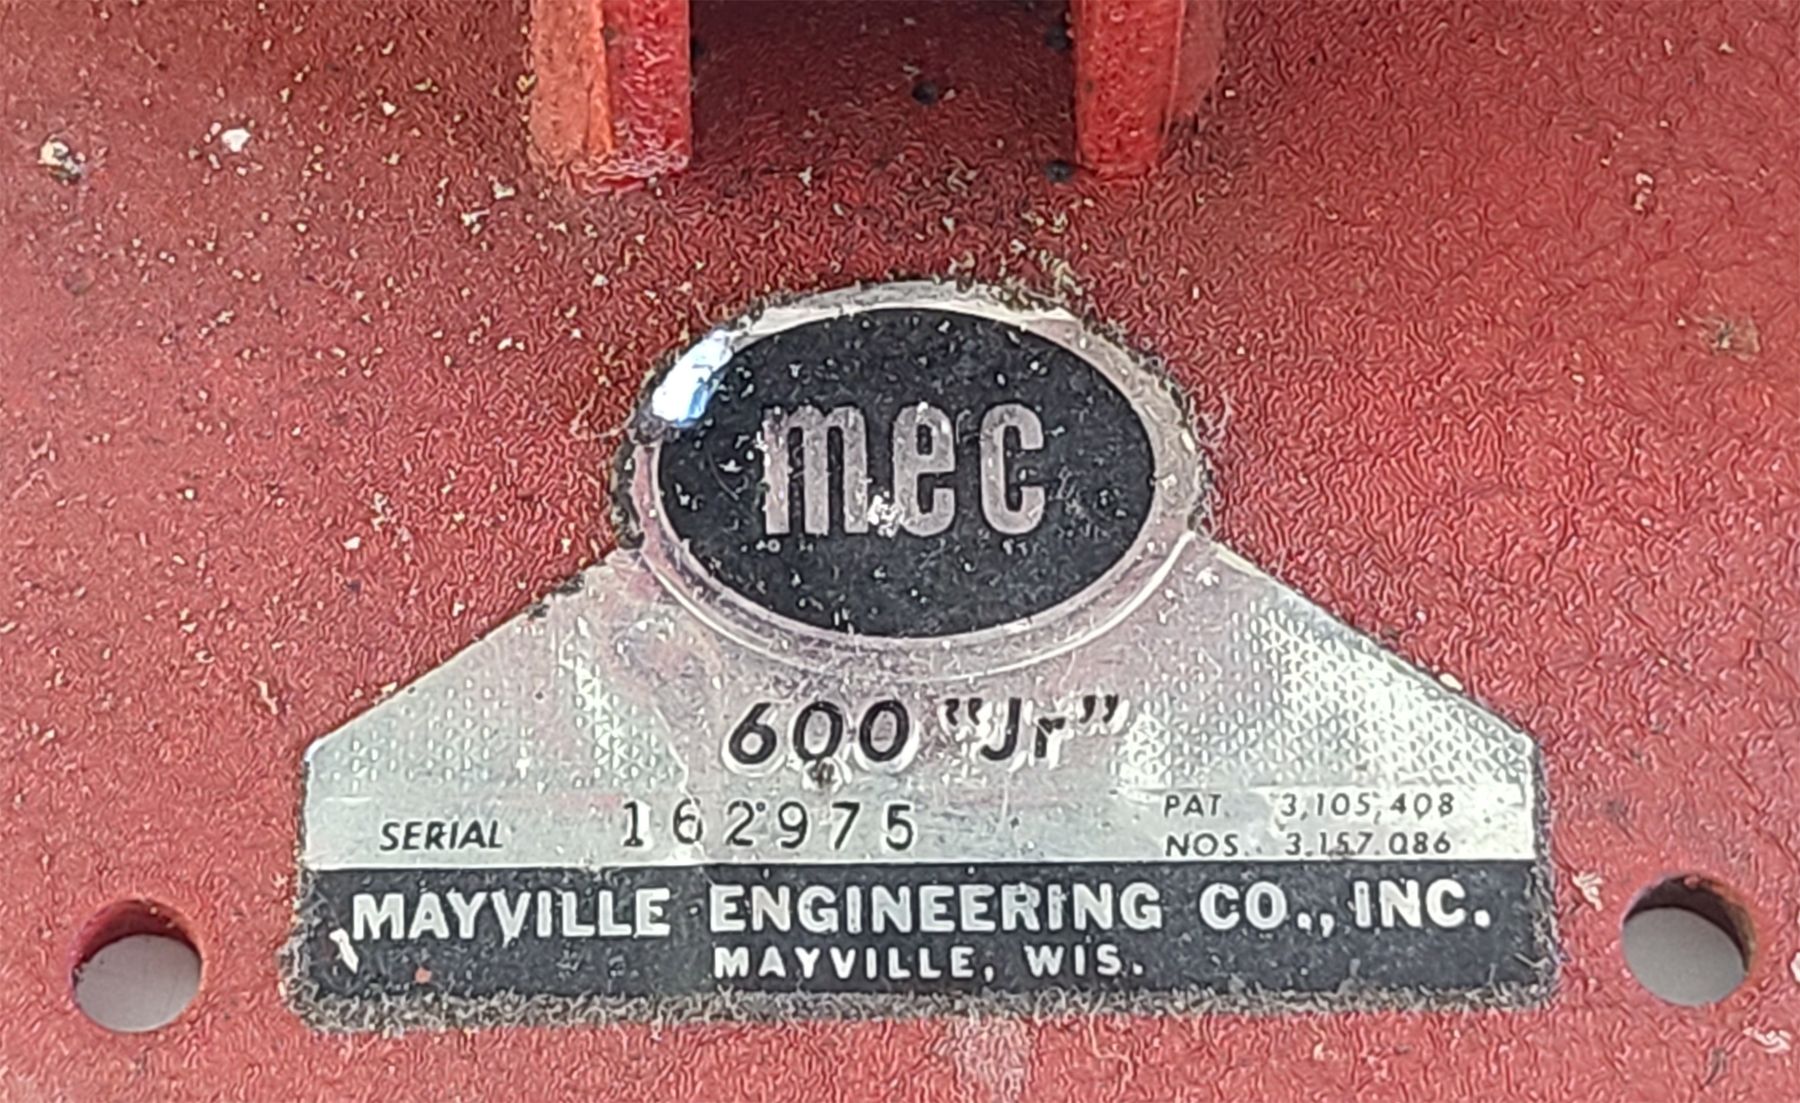 mec
600 "Jr"
SERIAL 162975
PAT. 3,105,408
NOS. 3,157,086
MAYVILLE ENGINEERING CO., INC.
MAYVILLE, WIS.